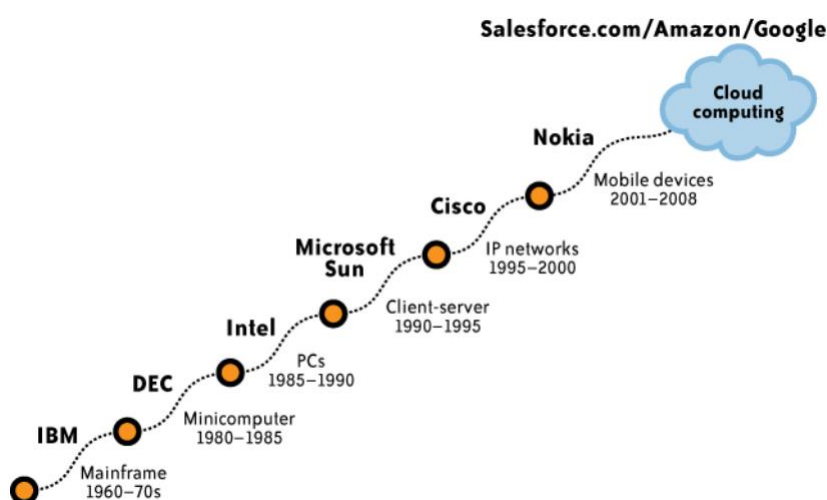 Salesforce.com/Amazon/Google
Cloud
computing
Nokia
Mobile devices
2001–2008
Cisco
IP networks
1995–2000
Microsoft
Sun
Client-server
1990–1995
Intel
PCs
1985–1990
DEC
Minicomputer
1980–1985
IBM
Mainframe
1960–70s